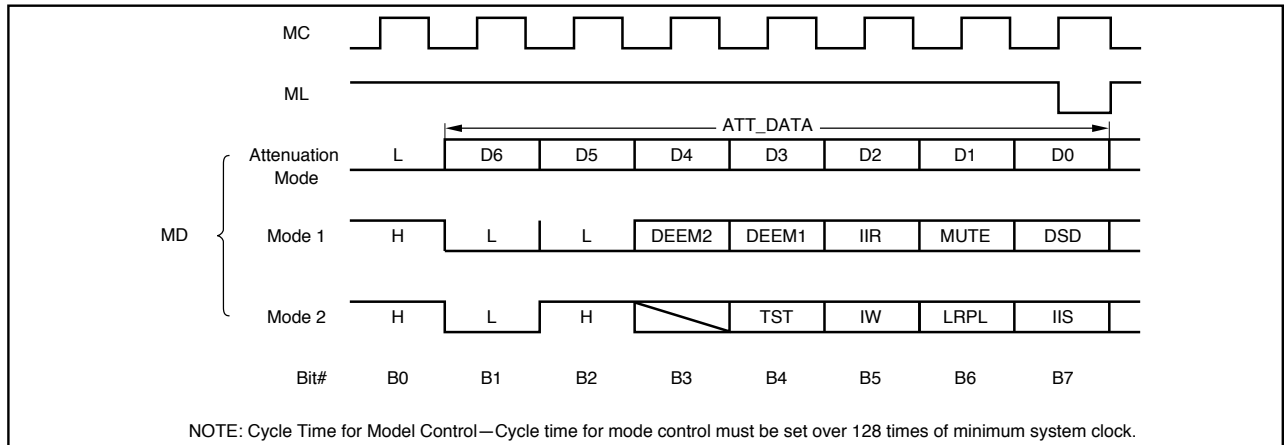 MC
ML
ATT_DATA
Attenuation Mode L D6 D5 D4 D3 D2 D1 D0
MD
Mode 1 H L L DEEM2 DEEM1 IIR MUTE DSD
Mode 2 H L H TST IW LRPL IIS
Bit# B0 B1 B2 B3 B4 B5 B6 B7
NOTE: Cycle Time for Model Control—Cycle time for mode control must be set over 128 times of minimum system clock.